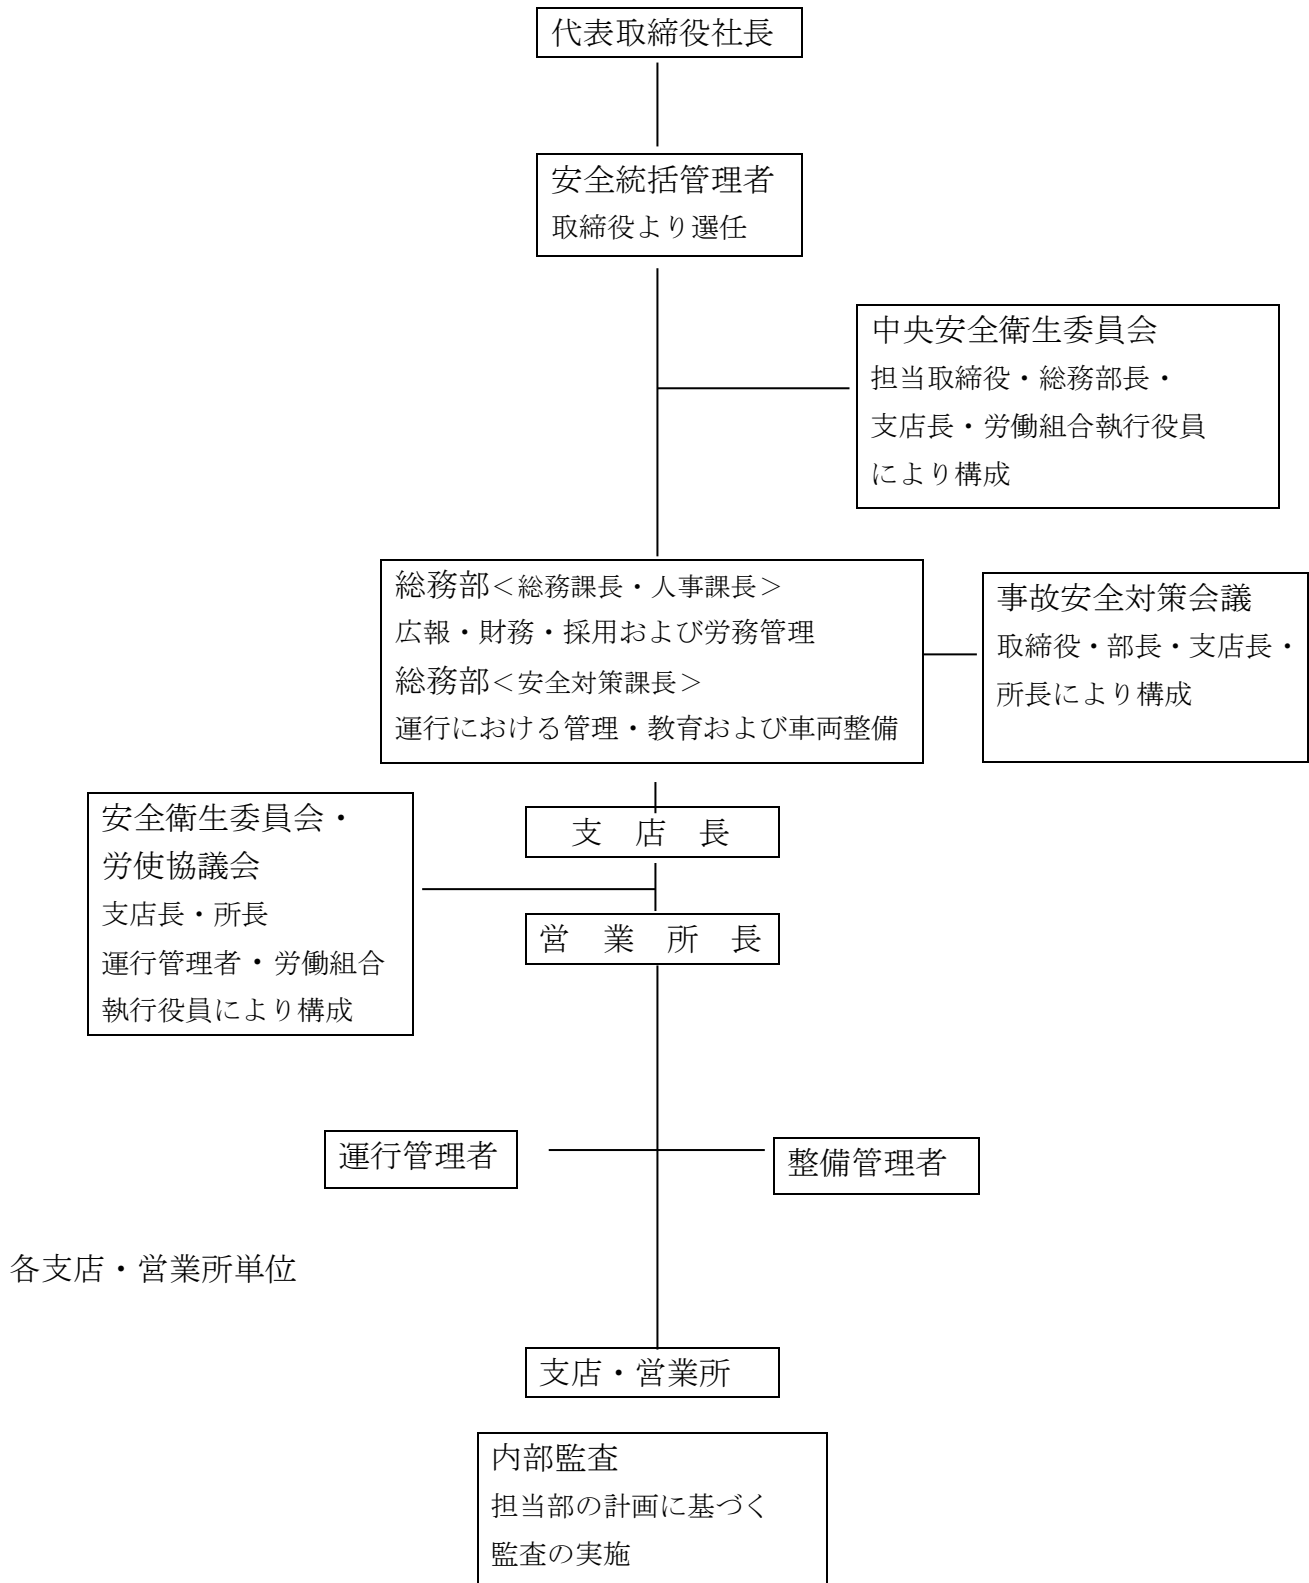 代表取締役社長
安全統括管理者
取締役より選任
中央安全衛生委員会
担当取締役・総務部長・
支店長・労働組合執行役員
により構成
総務部＜総務課長・人事課長＞
広報・財務・採用および労務管理
総務部＜安全対策課長＞
運行における管理・教育および車両整備
事故安全対策会議
取締役・部長・支店長・
所長により構成
支　店　長
安全衛生委員会・
労使協議会
支店長・所長
運行管理者・労働組合
執行役員により構成
営　業　所　長
運行管理者
整備管理者
各支店・営業所単位
支店・営業所
内部監査
担当部の計画に基づく
監査の実施